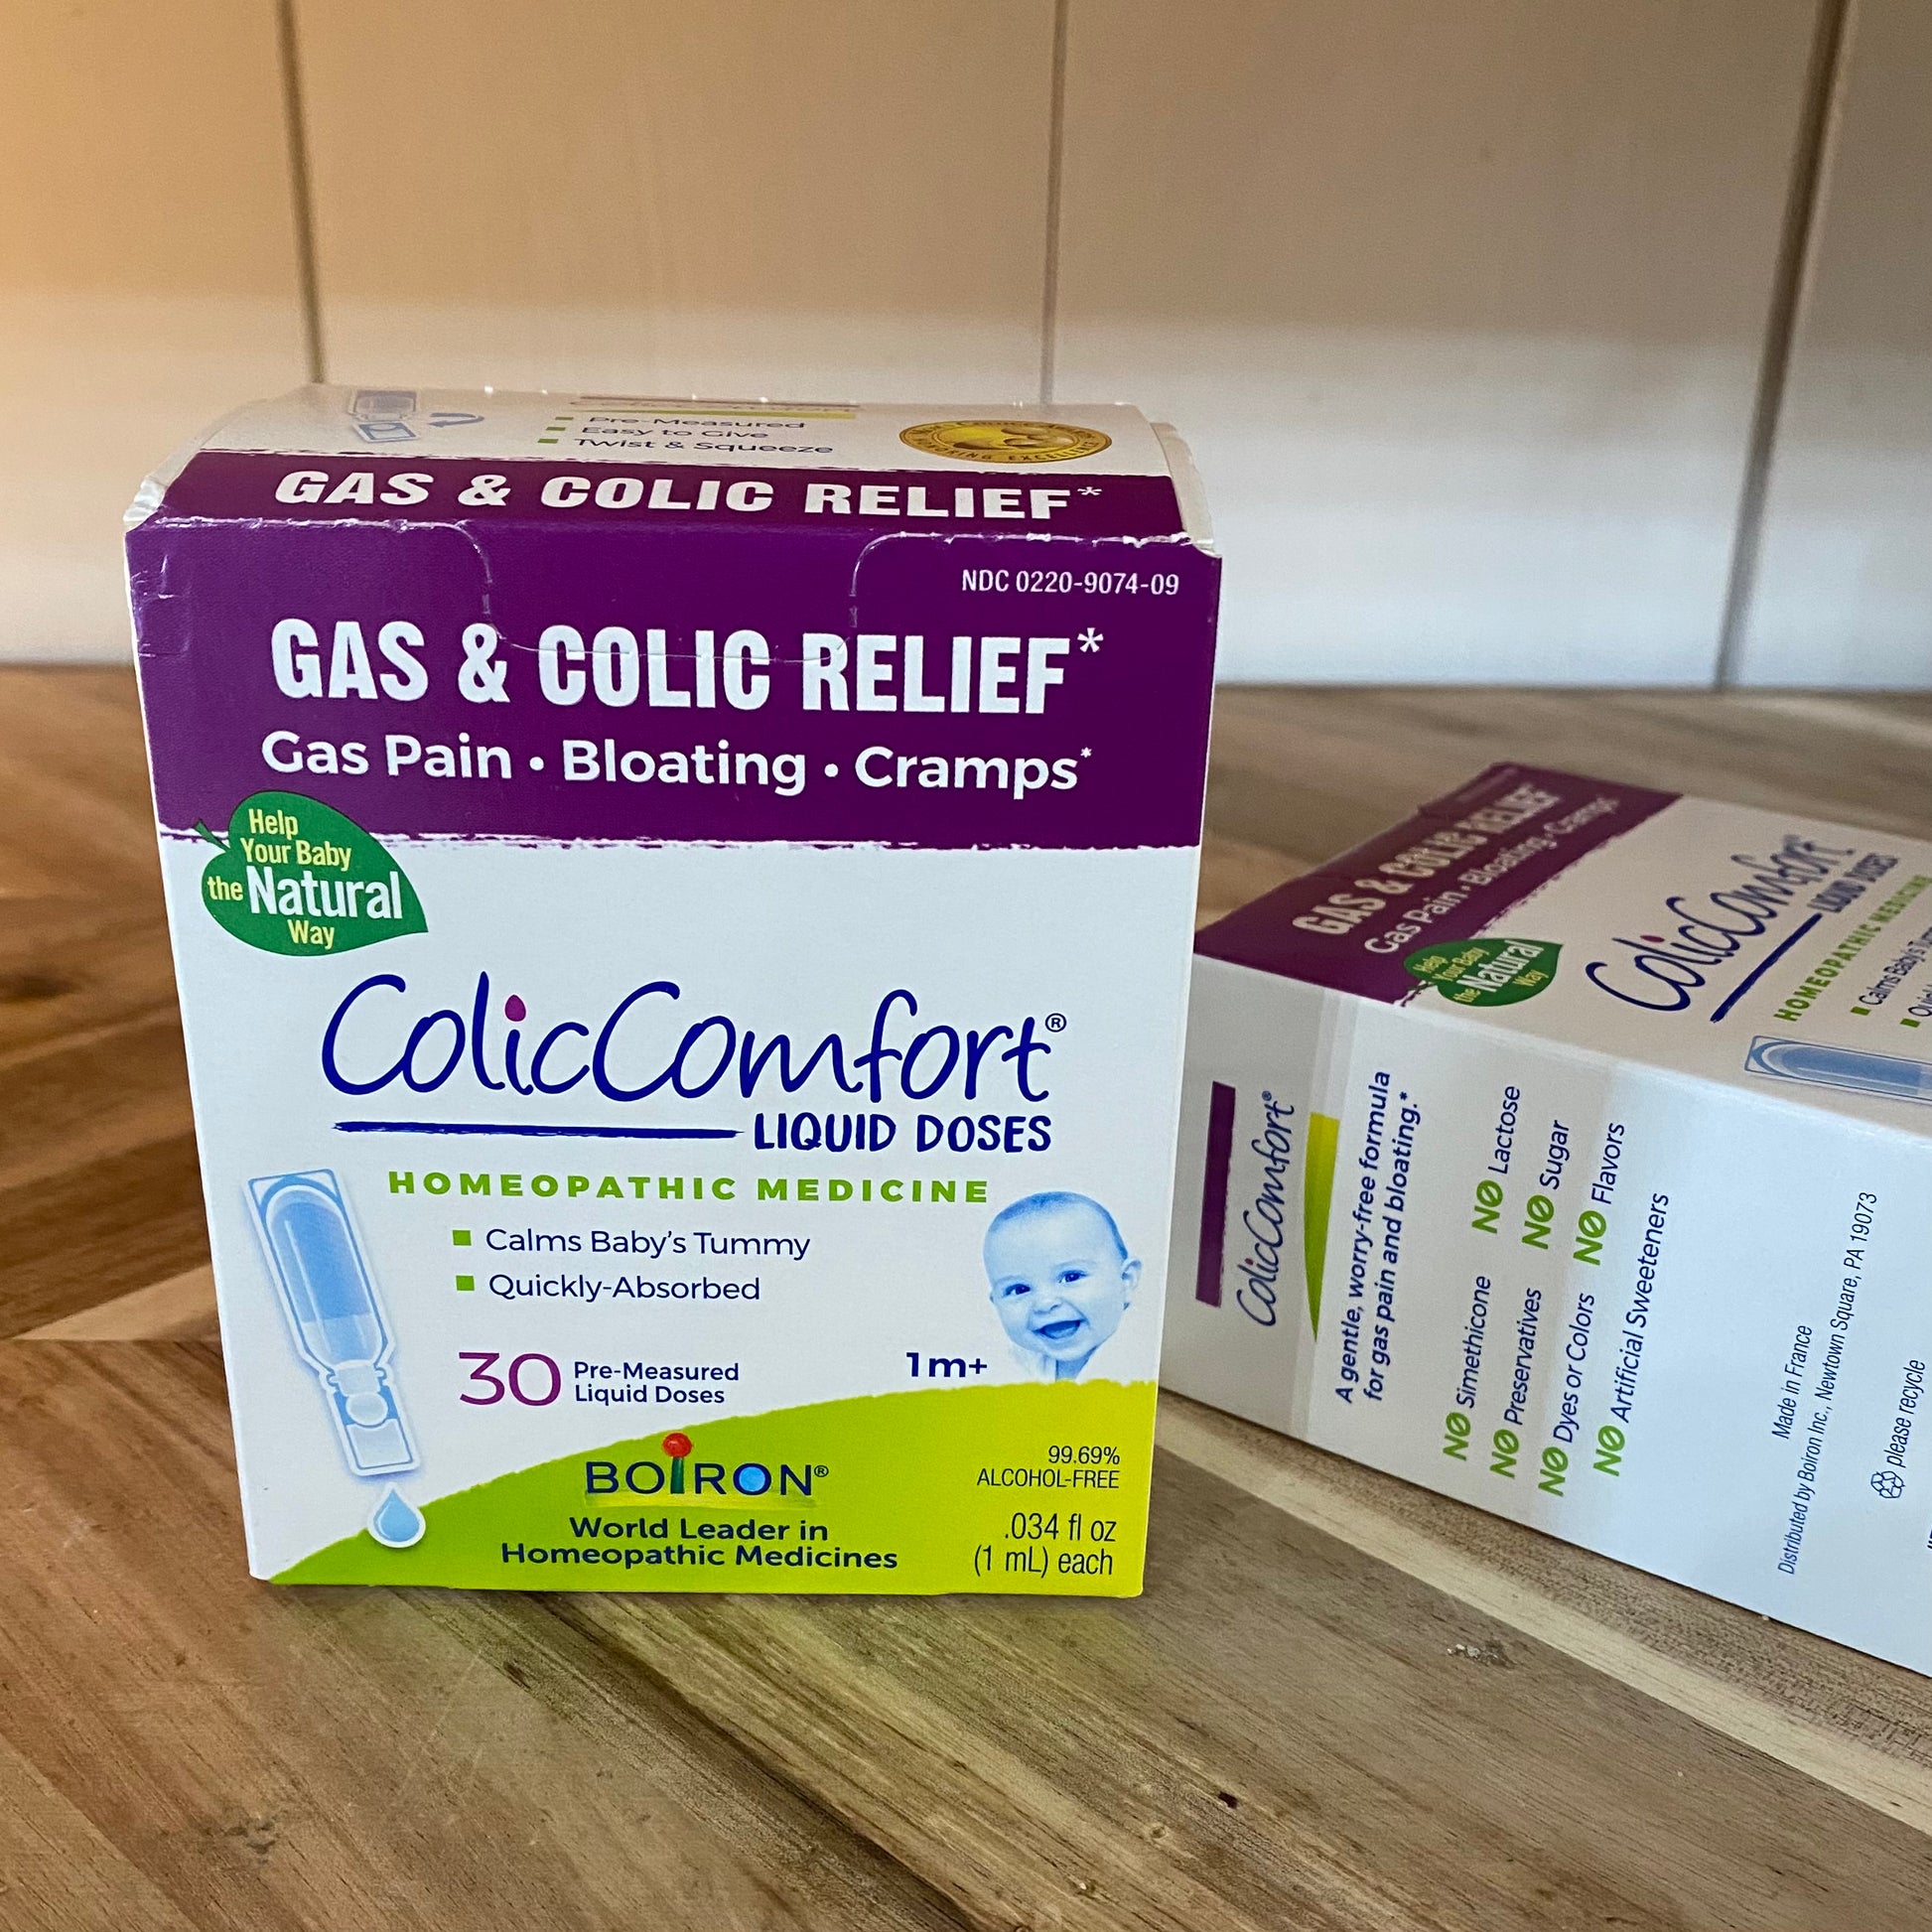 Pre-Measured
Easy to Give
Twist & Squeeze
GAS & COLIC RELIEF*
NDC 0220-9074-09
GAS & COLIC RELIEF*
Gas Pain • Bloating • Cramps*
Help
Your Baby
the Natural
Way
ColicComfort®
LIQUID DOSES
HOMEOPATHIC MEDICINE
Calms Baby's Tummy
Quickly-Absorbed
30 Pre-Measured
Liquid Doses
1m+
BOIRON®
World Leader in
Homeopathic Medicines
99.69%
ALCOHOL-FREE
.034 fl oz
(1 mL) each
GAS & COLIC RELIEF*
Gas Pain • Bloating • Cramps*
Help
Your Baby
the Natural
Way
ColicComfort
LIQUID DOSES
HOMEOPATHIC MEDICINE
Calms Baby's
ColicComfort®
A gentle, worry-free formula
for gas pain and bloating.*
NO Simethicone NO Lactose
NO Preservatives NO Sugar
NO Dyes or Colors NO Flavors
NO Artificial Sweeteners
Made in France
Distributed by Boiron Inc., Newtown Square, PA 19073
please recycle